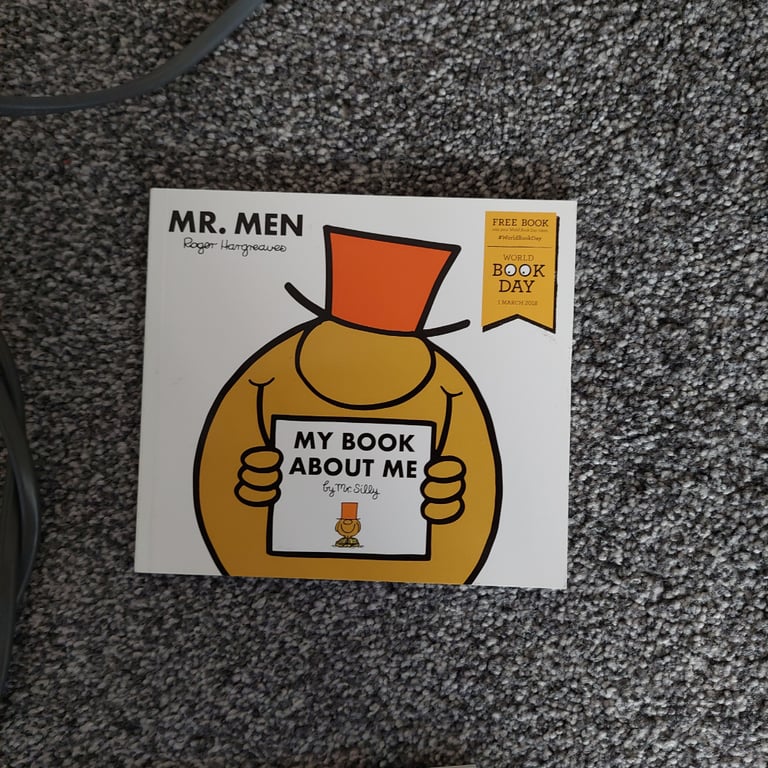 MR. MEN
Roger Hargreaves
FREE BOOK
#WorldBookDay
WORLD
BOOK
DAY
1 MARCH 2018
MY BOOK
ABOUT ME
by Mr. Silly